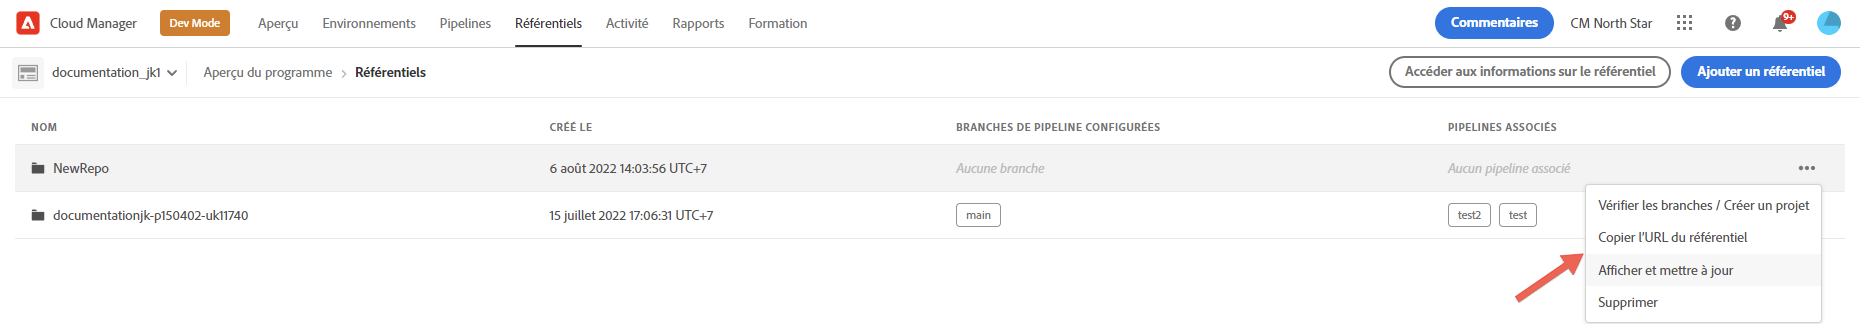 Cloud Manager Dev Mode Aperçu Environnements Pipelines Référentiels Activité Rapports Formation Commentaires CM North Star ? 9+
documentation_jk1 Aperçu du programme > Référentiels Accéder aux informations sur le référentiel Ajouter un référentiel
NOM CRÉÉ LE BRANCHES DE PIPELINE CONFIGURÉES PIPELINES ASSOCIÉS
NewRepo 6 août 2022 14:03:56 UTC+7 Aucune branche Aucun pipeline associé •••
documentationjk-p150402-uk11740 15 juillet 2022 17:06:31 UTC+7 main test2 test
Vérifier les branches / Créer un projet
Copier l'URL du référentiel
Afficher et mettre à jour
Supprimer